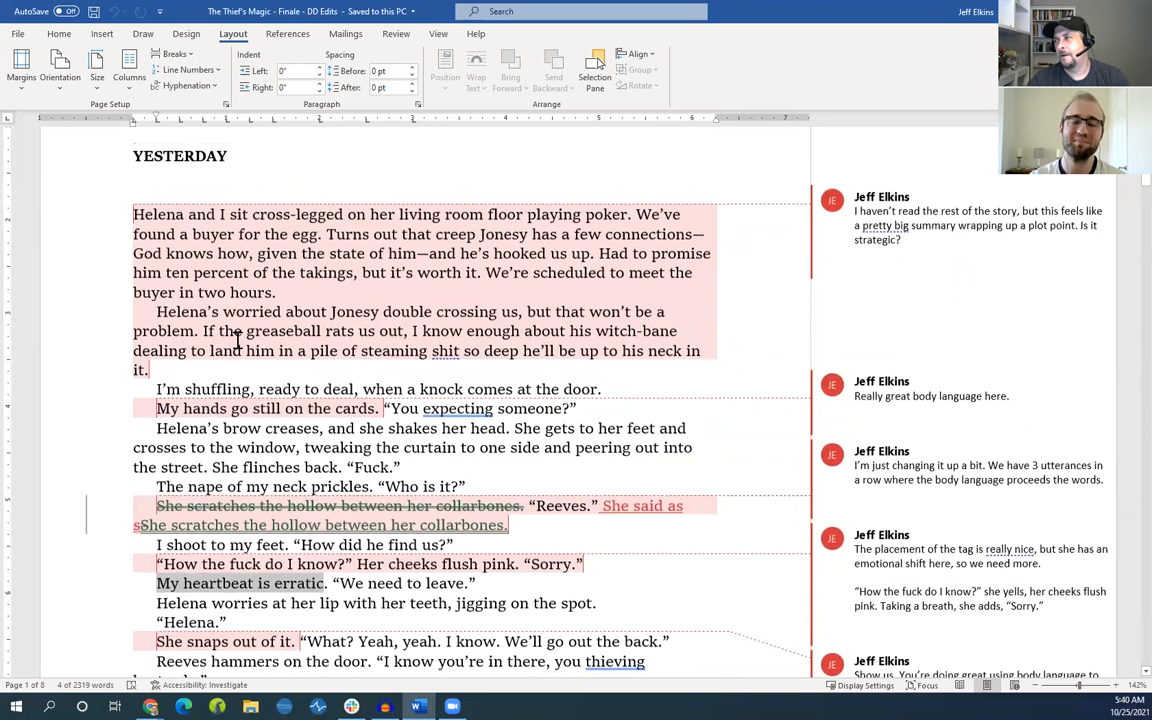 AutoSave Off
The Thief's Magic - Finale - DD Edits - Saved to this PC
Search
Jeff Elkins
File Home Insert Draw Design Layout References Mailings Review View Help
Margins Orientation Size Columns
Breaks
Line Numbers
Hyphenation
Page Setup
Indent Spacing
Left: 0" Before: 0 pt
Right: 0" After: 0 pt
Paragraph
Position Wrap Text Bring Forward Send Backward Selection Pane
Align
Group
Rotate
Arrange
YESTERDAY
Helena and I sit cross-legged on her living room floor playing poker. We’ve
found a buyer for the egg. Turns out that creep Jonesy has a few connections—
God knows how, given the state of him—and he’s hooked us up. Had to promise
him ten percent of the takings, but it’s worth it. We’re scheduled to meet the
buyer in two hours.
Helena’s worried about Jonesy double crossing us, but that won’t be a
problem. If the greaseball rats us out, I know enough about his witch-bane
dealing to land him in a pile of steaming shit so deep he’ll be up to his neck in
it.
I’m shuffling, ready to deal, when a knock comes at the door.
My hands go still on the cards. “You expecting someone?”
Helena’s brow creases, and she shakes her head. She gets to her feet and
crosses to the window, tweaking the curtain to one side and peering out into
the street. She flinches back. “Fuck.”
The nape of my neck prickles. “Who is it?”
She scratches the hollow between her collarbones. “Reeves.” She said as
sShe scratches the hollow between her collarbones.
I shoot to my feet. “How did he find us?”
“How the fuck do I know?” Her cheeks flush pink. “Sorry.”
My heartbeat is erratic. “We need to leave.”
Helena worries at her lip with her teeth, jigging on the spot.
“Helena.”
She snaps out of it. “What? Yeah, yeah. I know. We’ll go out the back.”
Reeves hammers on the door. “I know you’re in there, you thieving
JE Jeff Elkins
I haven’t read the rest of the story, but this feels like
a pretty big summary wrapping up a plot point. Is it
strategic?
JE Jeff Elkins
Really great body language here.
JE Jeff Elkins
I’m just changing it up a bit. We have 3 utterances in
a row where the body language proceeds the words.
JE Jeff Elkins
The placement of the tag is really nice, but she has an
emotional shift here, so we need more.
“How the fuck do I know?” she yells, her cheeks flush
pink. Taking a breath, she adds, “Sorry.”
JE Jeff Elkins
Show us. You’re doing great using body language to
Page 1 of 8 4 of 2319 words Accessibility: Investigate
Display Settings Focus 142%
5:40 AM
10/25/2021